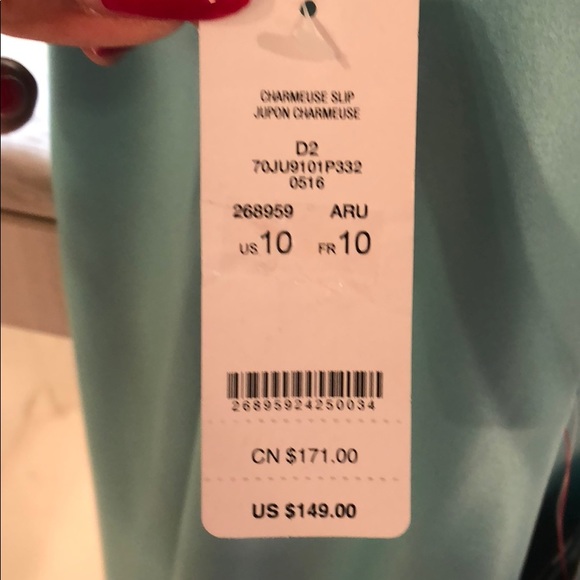 CHARMEUSE SLIP
JUPON CHARMEUSE
D2
70JU9101P332
0516
268959 ARU
US 10 FR 10
26895924250034
CN $171.00
US $149.00